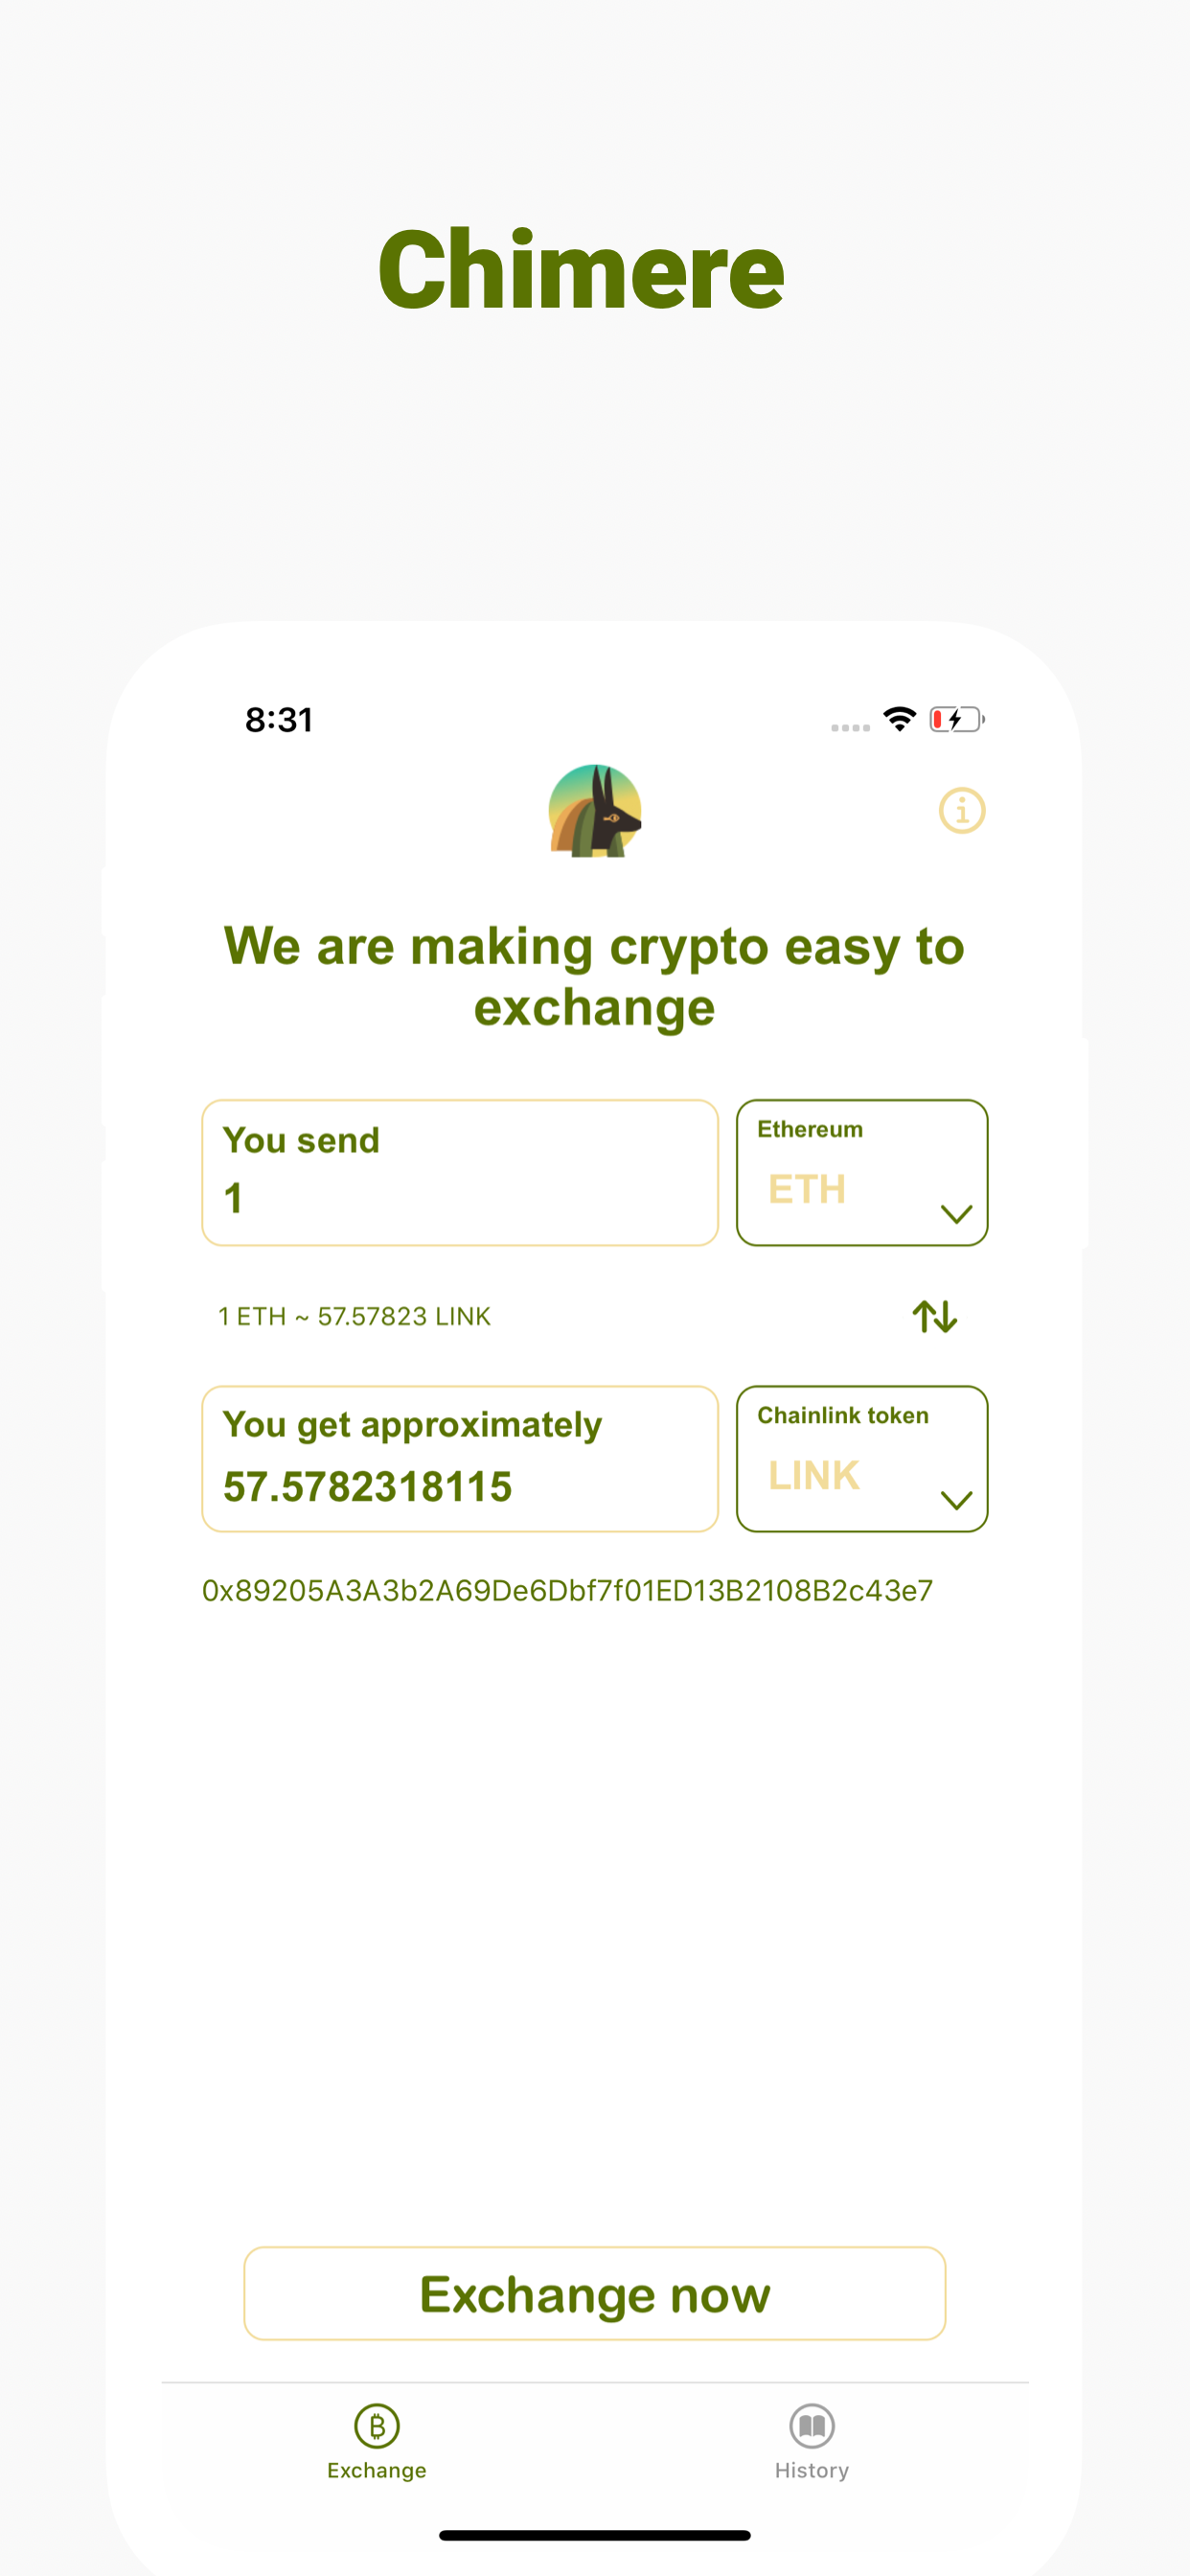 Chimere
8:31
We are making crypto easy to
exchange
You send
1
Ethereum
ETH
1 ETH ~ 57.57823 LINK
You get approximately
57.5782318115
Chainlink token
LINK
0x89205A3A3b2A69De6Dbf7f01ED13B2108B2c43e7
Exchange now
Exchange
History